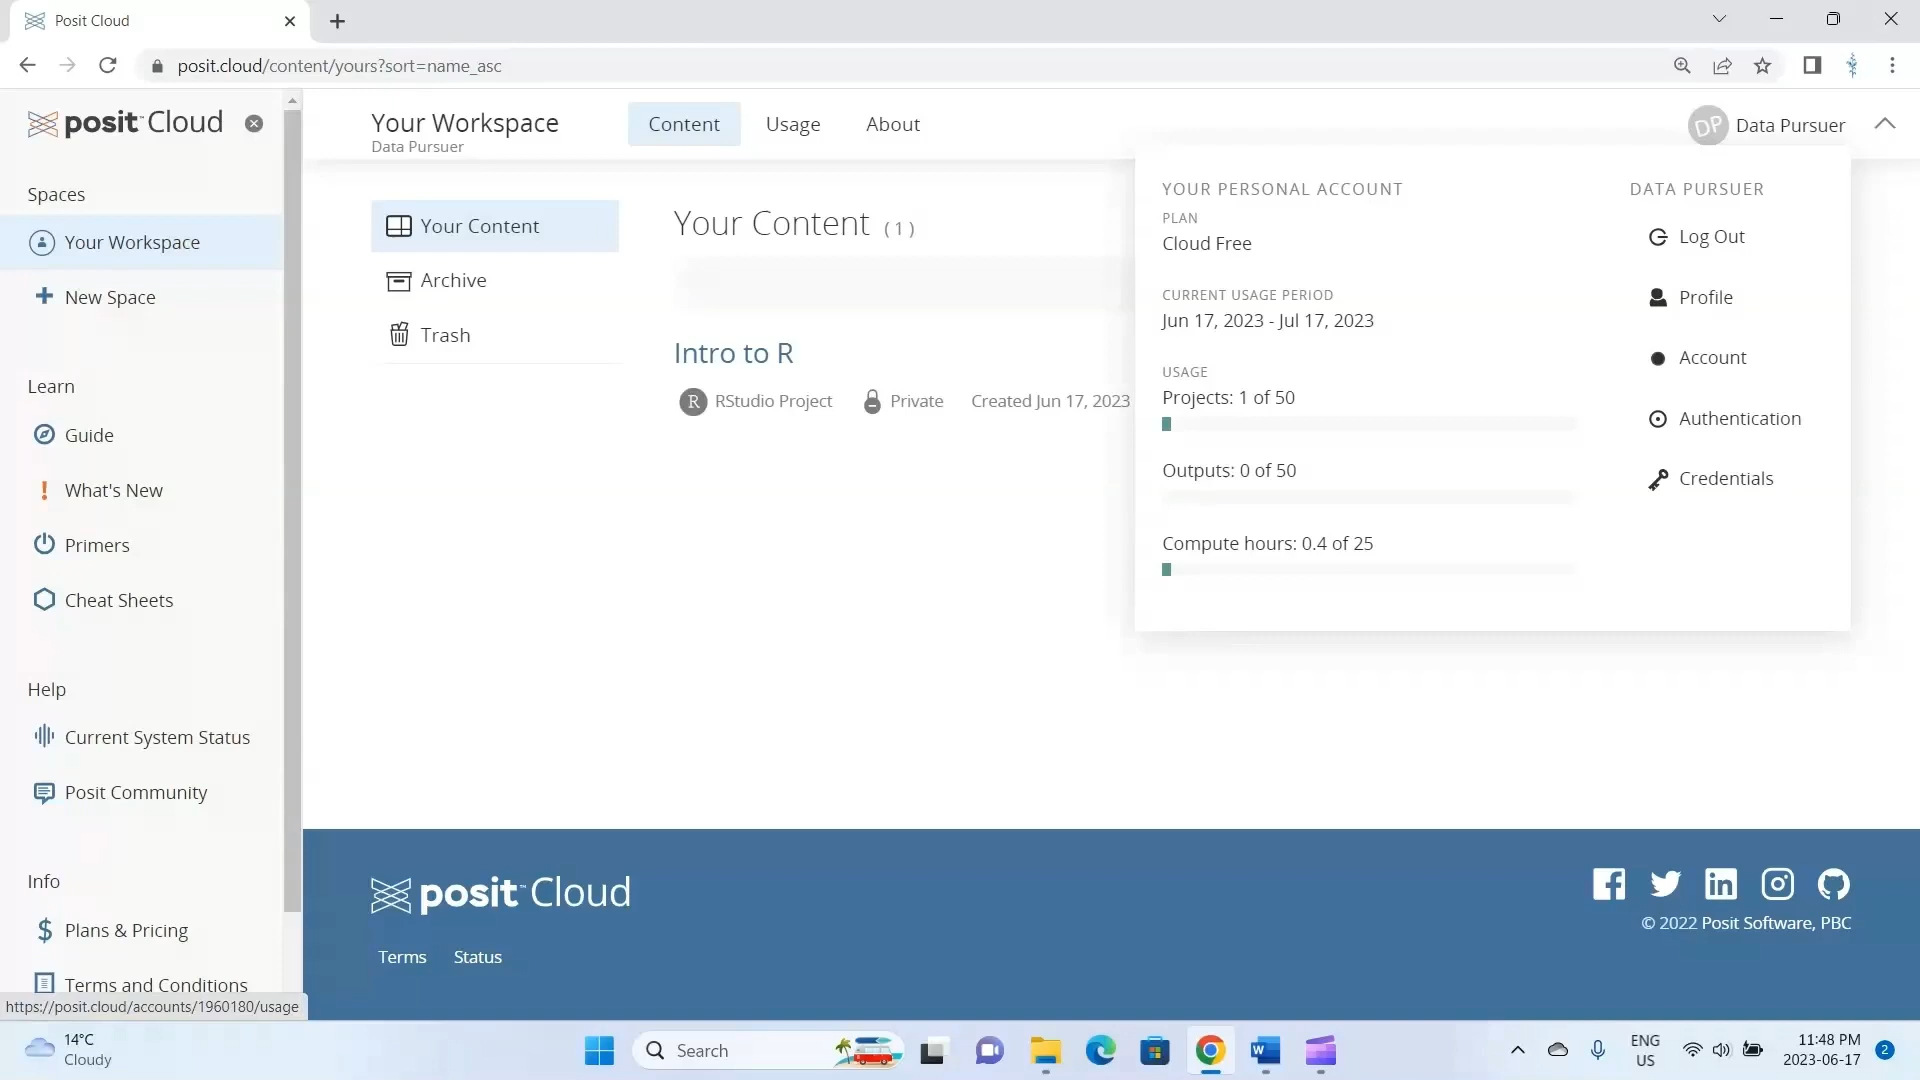 Posit Cloud
posit.cloud/content/yours?sort=name_asc
posit™ Cloud
Spaces
Your Workspace
New Space
Learn
Guide
What's New
Primers
Cheat Sheets
Help
Current System Status
Posit Community
Info
Plans & Pricing
Terms and Conditions
https://posit.cloud/accounts/1960180/usage
Your Workspace
Data Pursuer
Content
Usage
About
DP
Data Pursuer
Your Content
Archive
Trash
Your Content (1)
Intro to R
R RStudio Project Private Created Jun 17, 2023
YOUR PERSONAL ACCOUNT
PLAN
Cloud Free
CURRENT USAGE PERIOD
Jun 17, 2023 - Jul 17, 2023
USAGE
Projects: 1 of 50
Outputs: 0 of 50
Compute hours: 0.4 of 25
DATA PURSUER
Log Out
Profile
Account
Authentication
Credentials
posit™ Cloud
Terms
Status
© 2022 Posit Software, PBC
14°C
Cloudy
Search
W
ENG
US
11:48 PM
2023-06-17
2